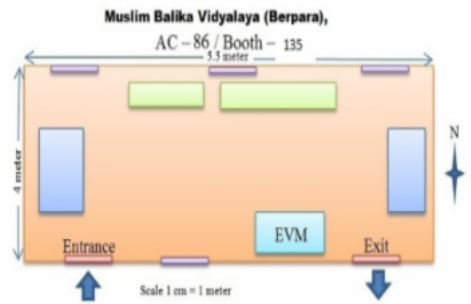 Muslim Balika Vidyalaya (Berpara),
AC – 86 / Booth – 135
5.5 meter
N
4 meter
EVM
Entrance
Exit
Scale 1 cm = 1 meter